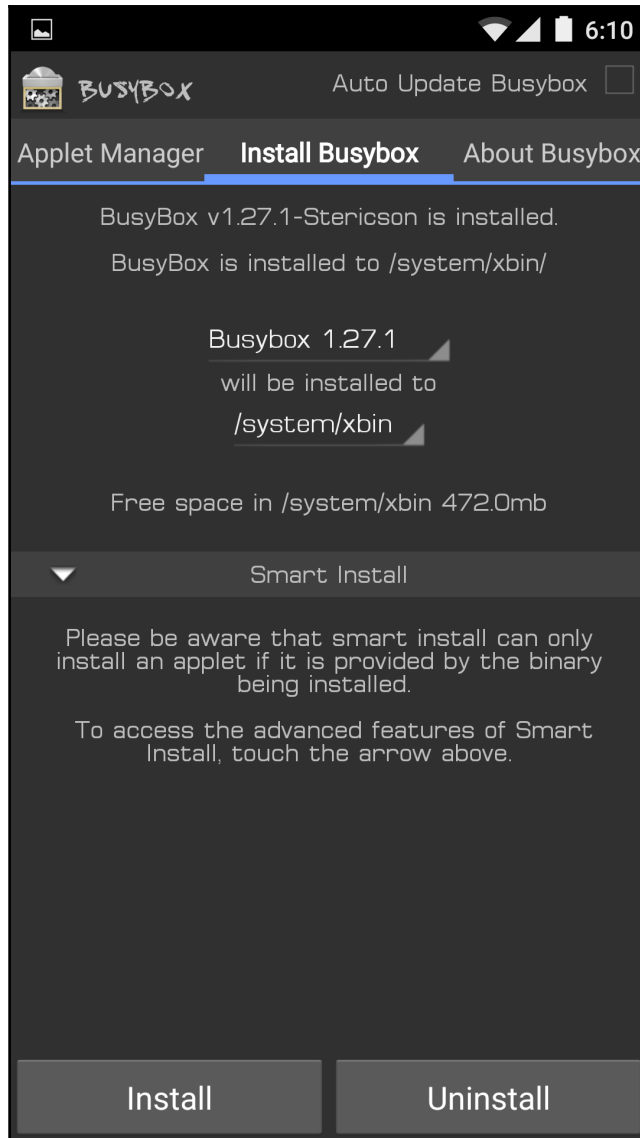 6:10
BUSYBOX
Auto Update Busybox
Applet Manager Install Busybox About Busybox
BusyBox v1.27.1-Stericson is installed.
BusyBox is installed to /system/xbin/
Busybox 1.27.1
will be installed to
/system/xbin
Free space in /system/xbin 472.0mb
Smart Install
Please be aware that smart install can only
install an applet if it is provided by the binary
being installed.
To access the advanced features of Smart
Install, touch the arrow above.
Install Uninstall